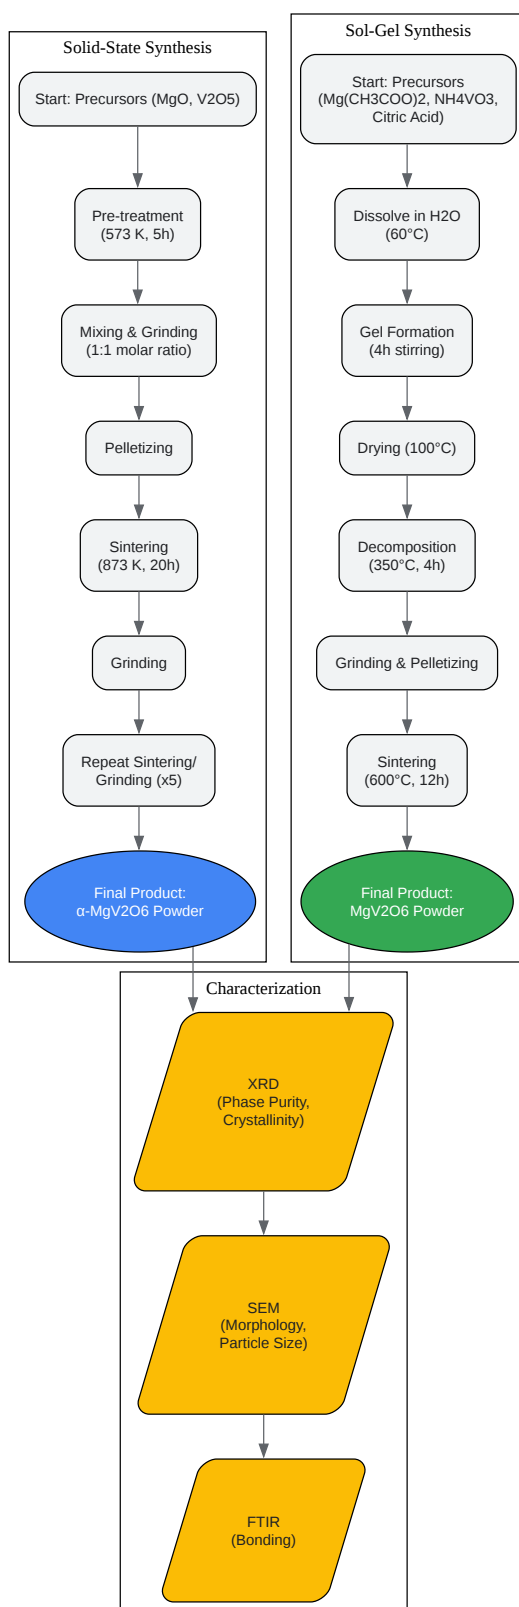 Solid-State Synthesis
Start: Precursors (MgO, V2O5)
Pre-treatment
(573 K, 5h)
Mixing & Grinding
(1:1 molar ratio)
Pelletizing
Sintering
(873 K, 20h)
Grinding
Repeat Sintering/
Grinding (x5)
Final Product:
α-MgV2O6 Powder
Sol-Gel Synthesis
Start: Precursors
(Mg(CH3COO)2, NH4VO3,
Citric Acid)
Dissolve in H2O
(60°C)
Gel Formation
(4h stirring)
Drying (100°C)
Decomposition
(350°C, 4h)
Grinding & Pelletizing
Sintering
(600°C, 12h)
Final Product:
MgV2O6 Powder
Characterization
XRD
(Phase Purity,
Crystallinity)
SEM
(Morphology,
Particle Size)
FTIR
(Bonding)